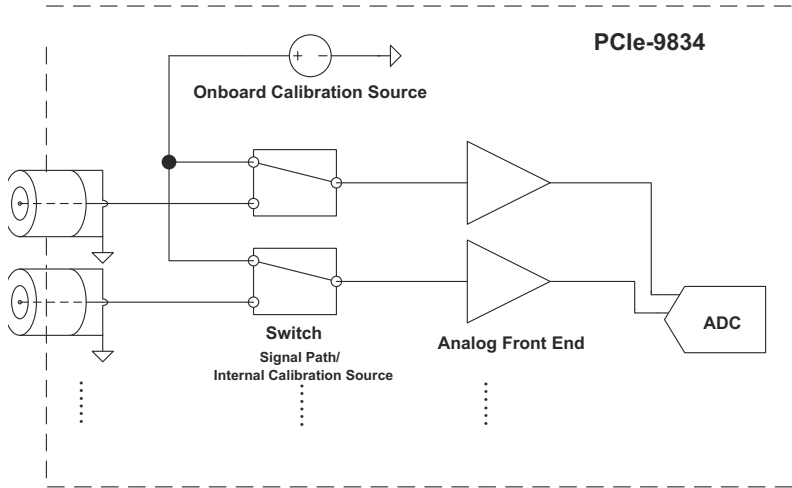 PCIe-9834
+ −
Onboard Calibration Source
Switch
Signal Path/
Internal Calibration Source
Analog Front End
ADC